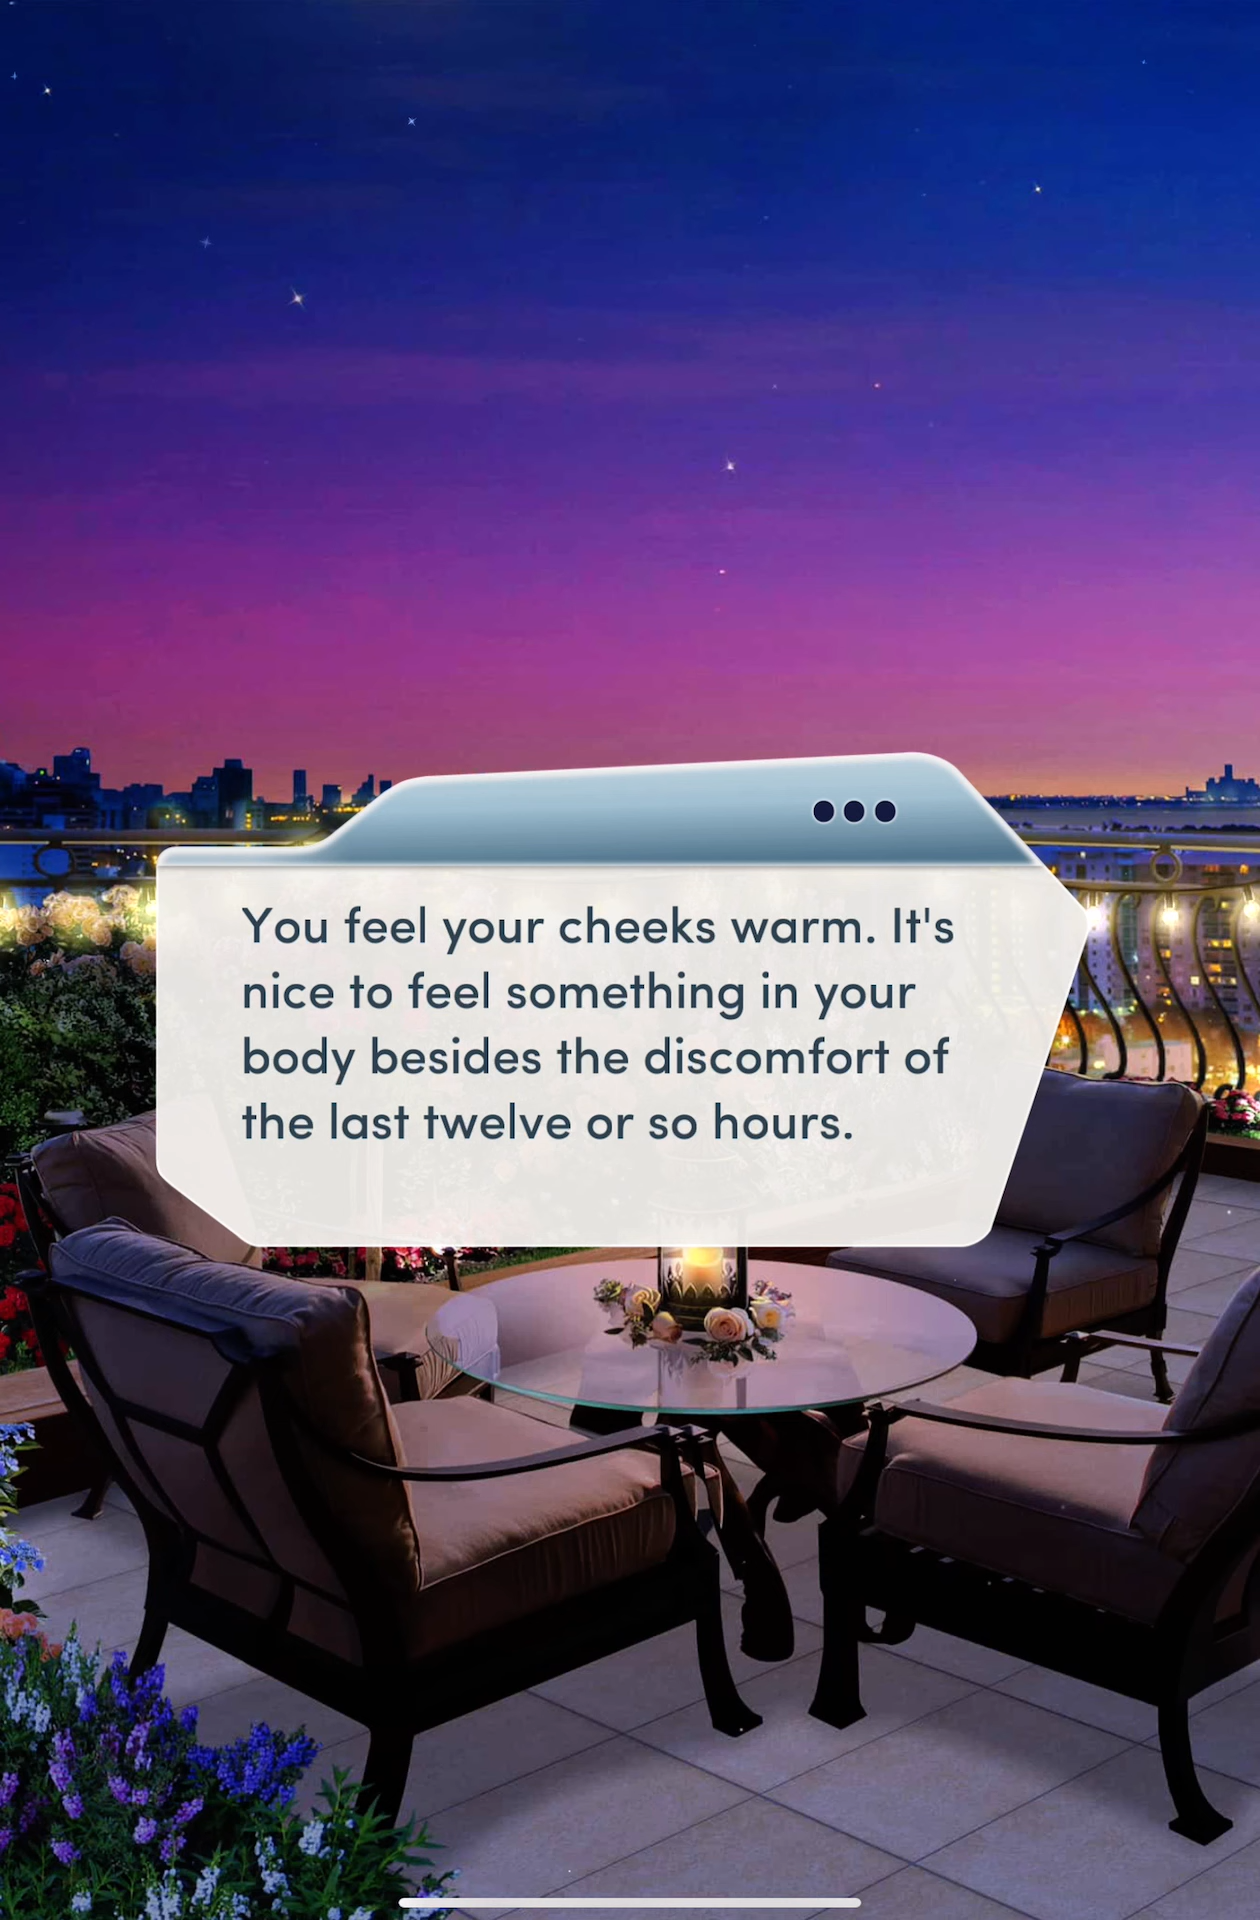 You feel your cheeks warm. It's
nice to feel something in your
body besides the discomfort of
the last twelve or so hours.